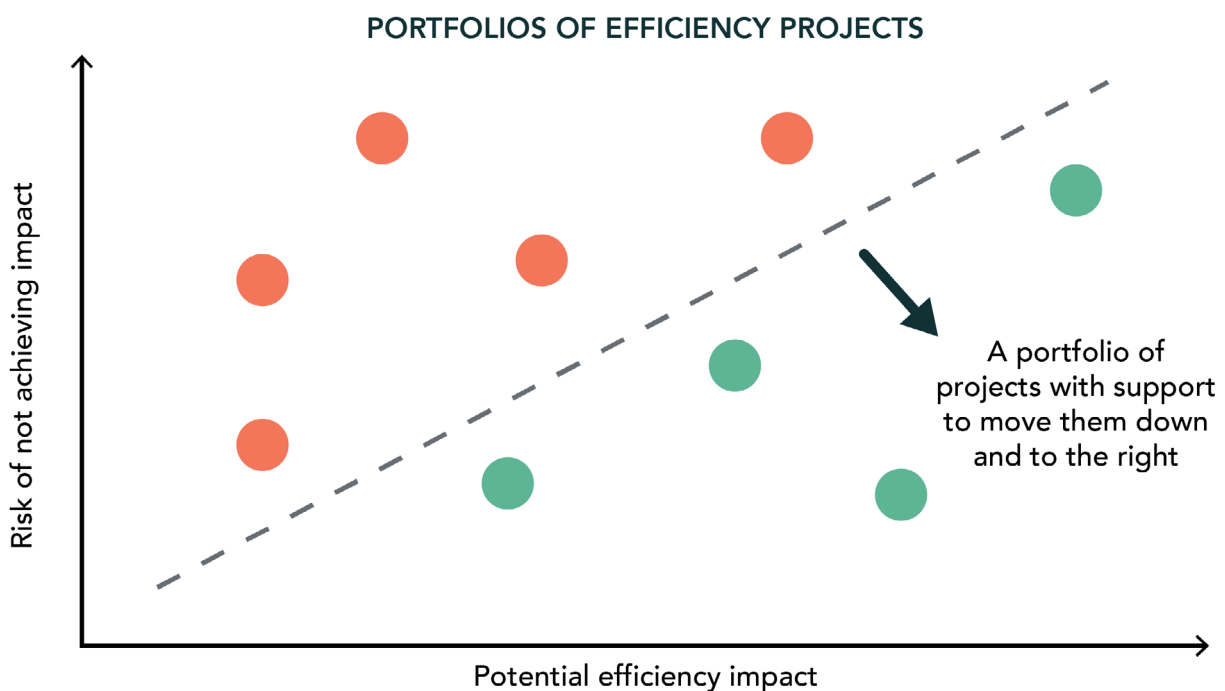 PORTFOLIOS OF EFFICIENCY PROJECTS
Risk of not achieving impact
A portfolio of
projects with support
to move them down
and to the right
Potential efficiency impact